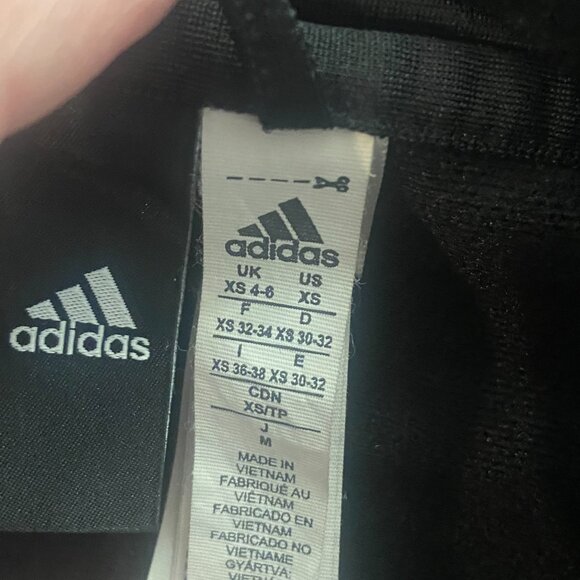 adidas
adidas
UK US
XS 4-6 XS
F D
XS 32-34 XS 30-32
I E
XS 36-38 XS 30-32
CDN
XS/TP
J
M
MADE IN
VIETNAM
FABRIQUÉ AU
VIÊTNAM
FABRICADO EN
VIETNAM
FABRICADO NO
VIETNAME
GYÁRTVA: